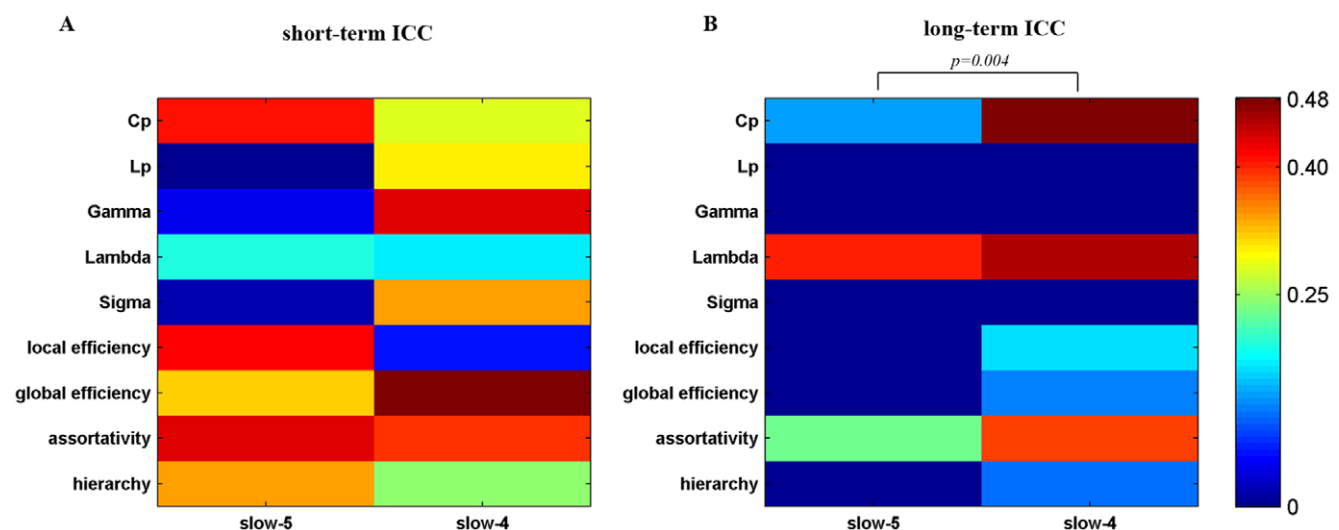 A
short-term ICC
Cp
Lp
Gamma
Lambda
Sigma
local efficiency
global efficiency
assortativity
hierarchy
slow-5
slow-4
B
long-term ICC
p=0.004
Cp
Lp
Gamma
Lambda
Sigma
local efficiency
global efficiency
assortativity
hierarchy
slow-5
slow-4
0.48
0.40
0.25
0